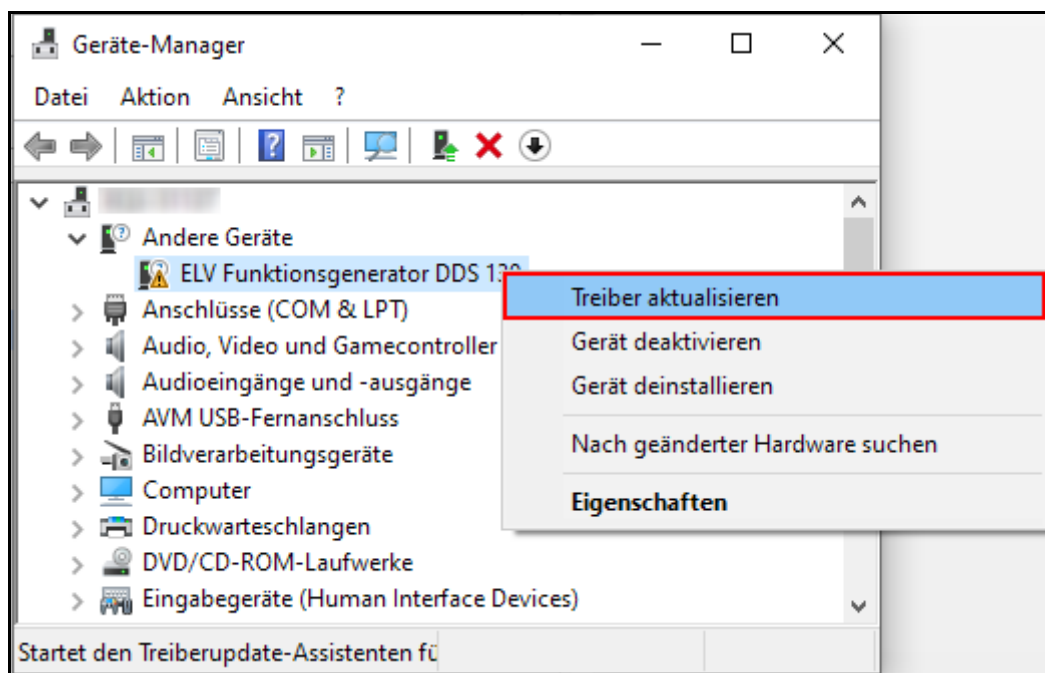 Geräte-Manager
Datei Aktion Ansicht ?
Andere Geräte
ELV Funktionsgenerator DDS 130
Anschlüsse (COM & LPT)
Audio, Video und Gamecontroller
Audioeingänge und -ausgänge
AVM USB-Fernanschluss
Bildverarbeitungsgeräte
Computer
Druckwarteschlangen
DVD/CD-ROM-Laufwerke
Eingabegeräte (Human Interface Devices)
Treiber aktualisieren
Gerät deaktivieren
Gerät deinstallieren
Nach geänderter Hardware suchen
Eigenschaften
Startet den Treiberupdate-Assistenten fü